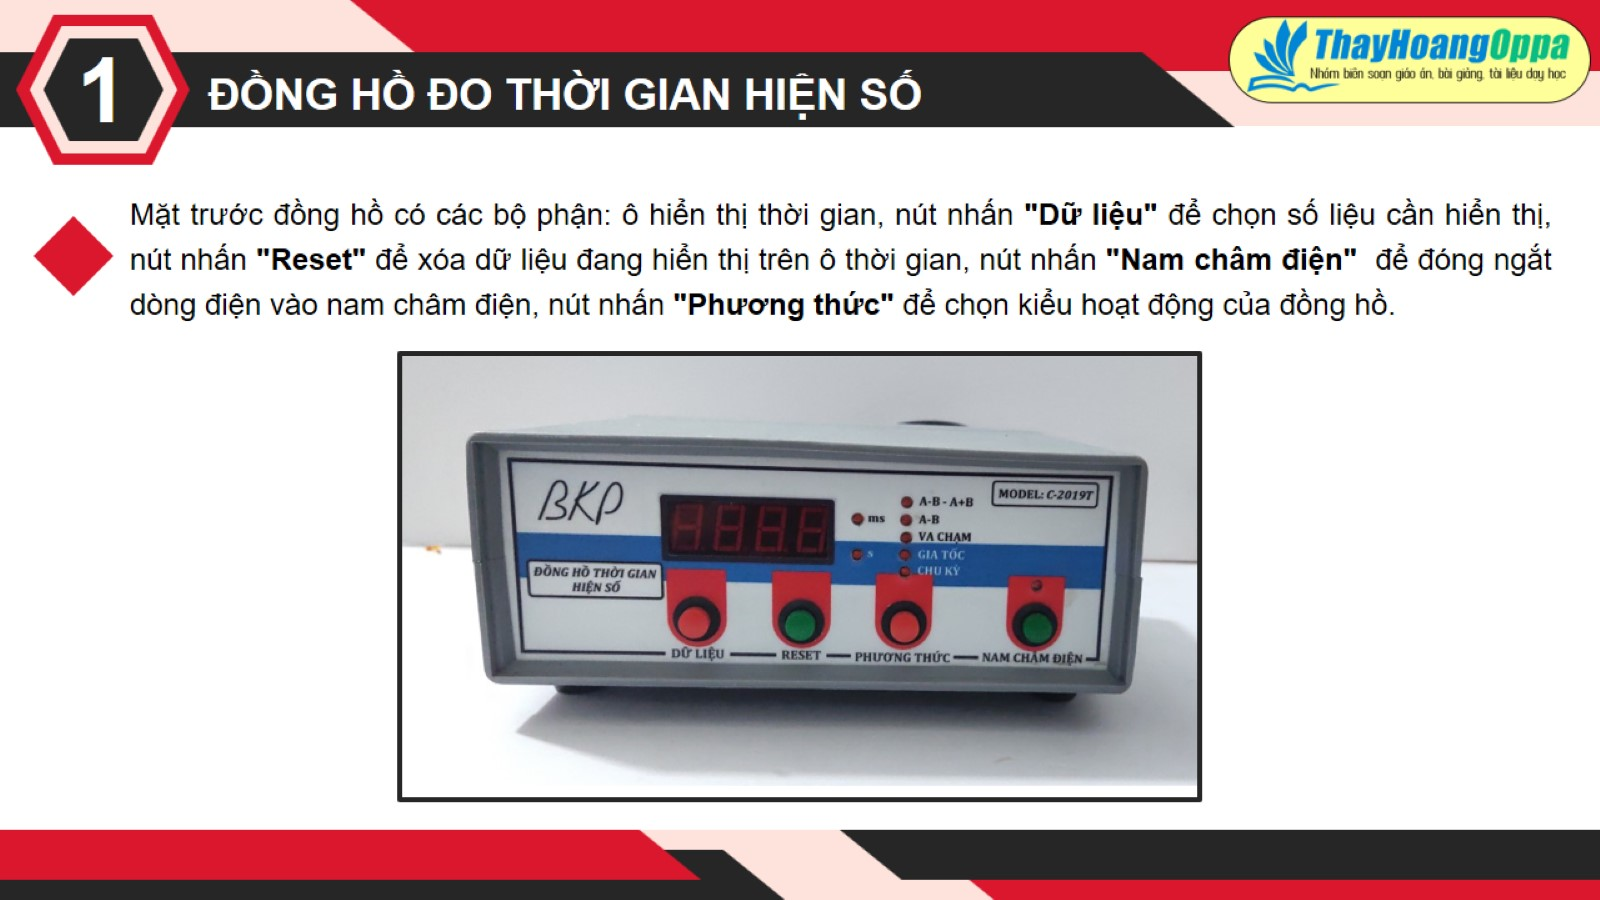 1
ĐỒNG HỒ ĐO THỜI GIAN HIỆN SỐ
ThayHoangOppa
Nhóm biên soạn giáo án, bài giảng, tài liệu dạy học
Mặt trước đồng hồ có các bộ phận: ô hiển thị thời gian, nút nhấn "Dữ liệu" để chọn số liệu cần hiển thị,
nút nhấn "Reset" để xóa dữ liệu đang hiển thị trên ô thời gian, nút nhấn "Nam châm điện" để đóng ngắt
dòng điện vào nam châm điện, nút nhấn "Phương thức" để chọn kiểu hoạt động của đồng hồ.
BKP
MODEL: C-2019T
A-B - A+B
ms
A-B
VA CHẠM
s
GIA TỐC
CHU KỲ
ĐỒNG HỒ THỜI GIAN
HIỆN SỐ
DỮ LIỆU
RESET
PHƯƠNG THỨC
NAM CHÂM ĐIỆN